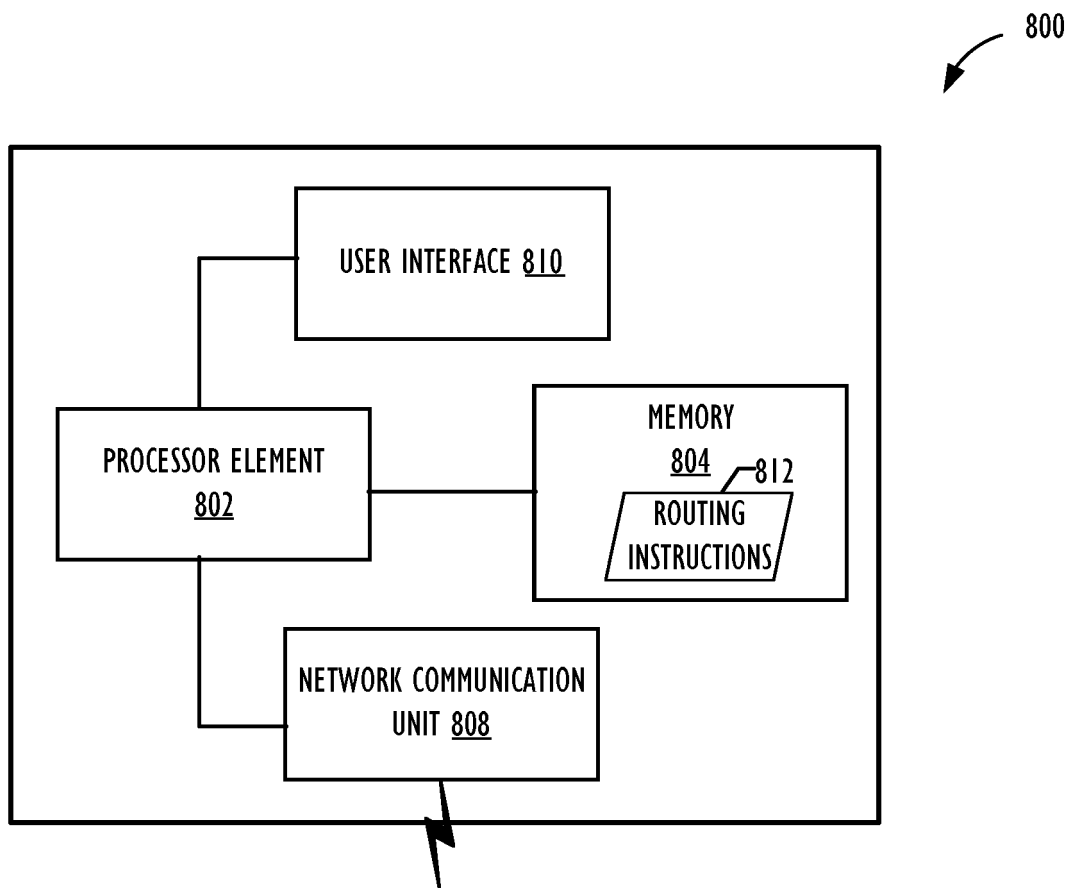 800
USER INTERFACE 810
PROCESSOR ELEMENT
802
MEMORY
804
812
ROUTING
INSTRUCTIONS
NETWORK COMMUNICATION
UNIT 808